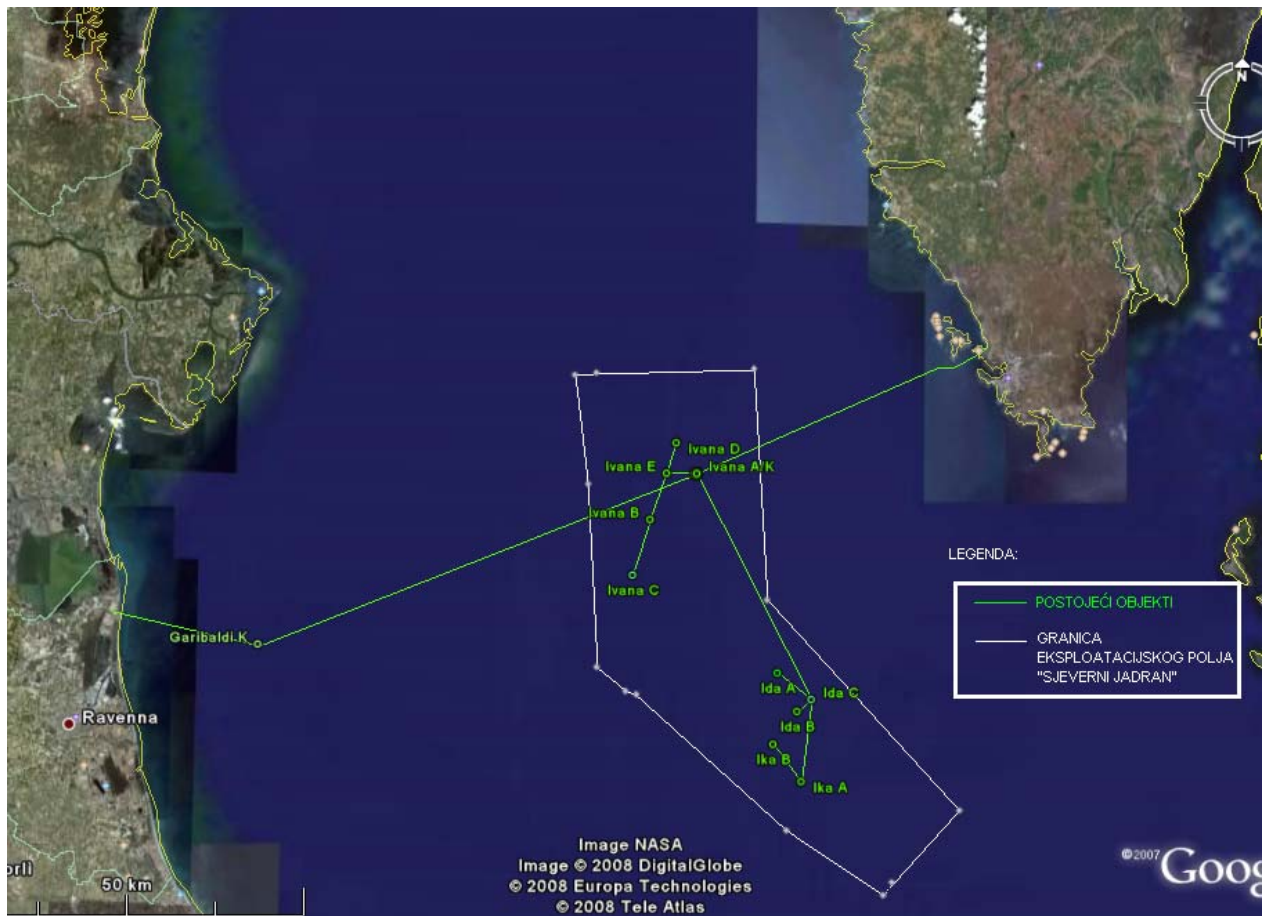 N
Ivana D
Ivana E
Ivana A/K
Ivana B
Ivana C
Garibaldi-K
Ravenna
Ida A
Ida C
Ida B
Ika B
Ika A
LEGENDA:
POSTOJEĆI OBJEKTI
GRANICA
EKSPLOATACIJSKOG POLJA
"SJEVERNI JADRAN"
orlì
50 km
Image NASA
Image © 2008 DigitalGlobe
© 2008 Europa Technologies
© 2008 Tele Atlas
©2007 Goog